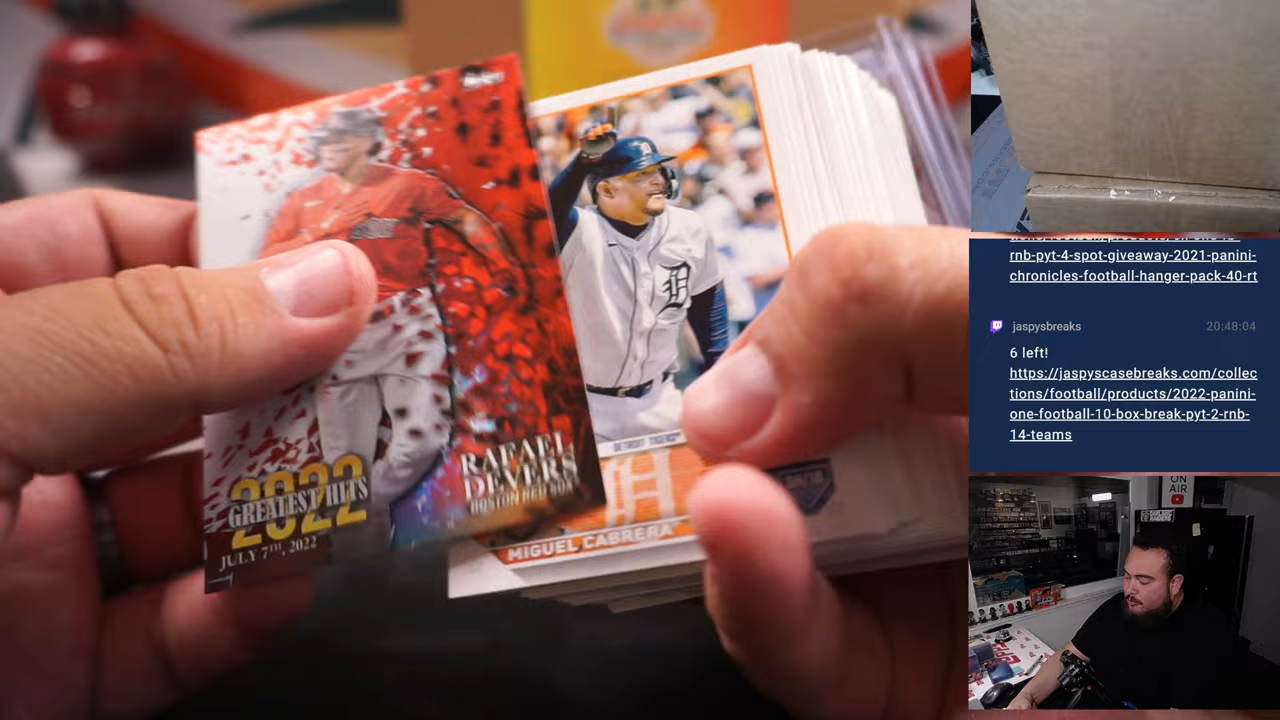 2022
GREATEST HITS
JULY 7TH, 2022
RAFAEL
DEVERS
BOSTON RED SOX
DETROIT TIGERS
MIGUEL CABRERA
rnb-pyt-4-spot-giveaway-2021-panini-
chronicles-football-hanger-pack-40-rt
jaspysbreaks
20:48:04
6 left!
https://jaspyscasebreaks.com/collec
tions/football/products/2022-panini-
one-football-10-box-break-pyt-2-rnb-
14-teams
ON
AIR